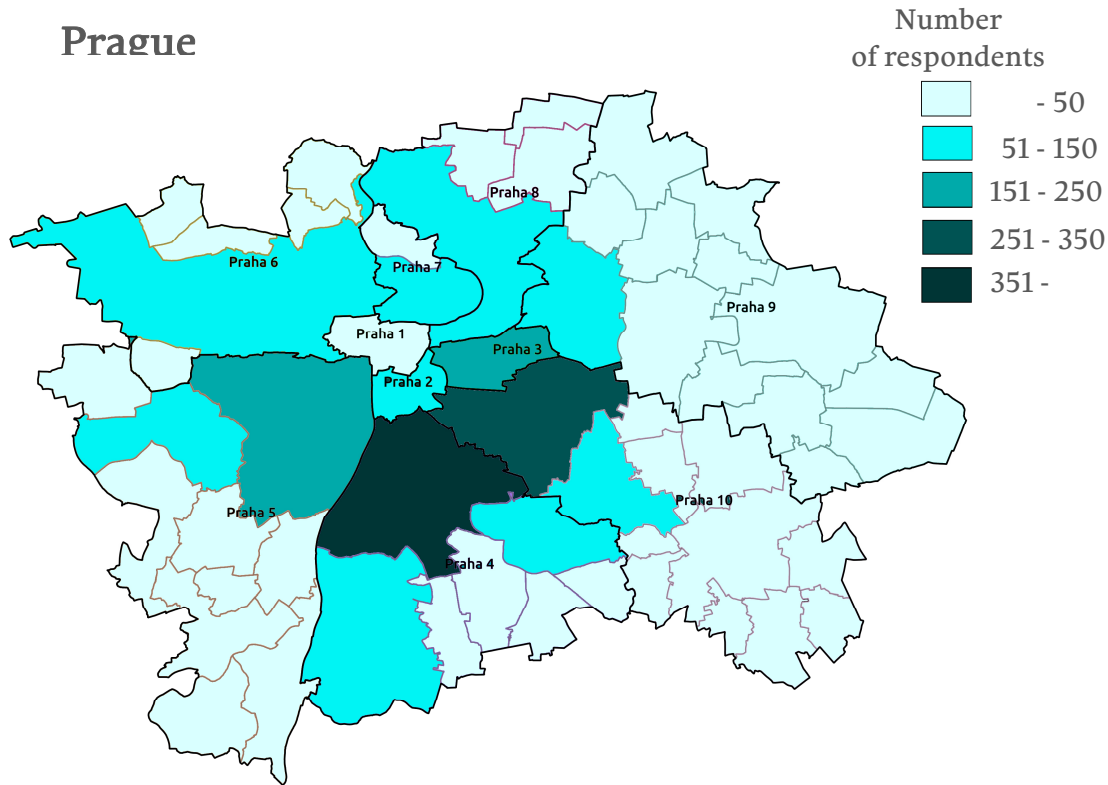 Prague
Number
of respondents
- 50
51 - 150
151 - 250
251 - 350
351 -
Praha 8
Praha 6
Praha 7
Praha 9
Praha 1
Praha 3
Praha 2
Praha 10
Praha 5
Praha 4